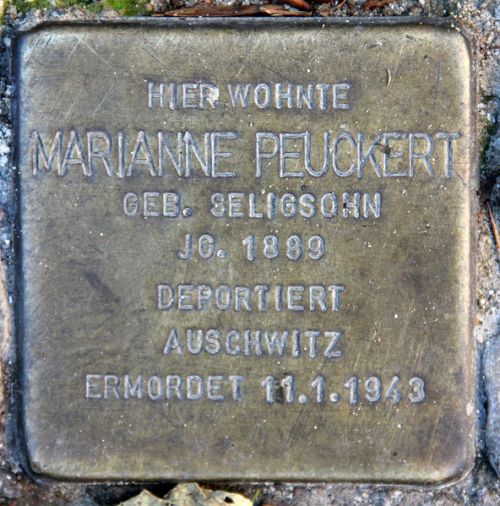 HIER WOHNTE
MARIANNE PEUCKERT
GEB. SELIGSOHN
JG. 1889
DEPORTIERT
AUSCHWITZ
ERMORDET 11.1.1943